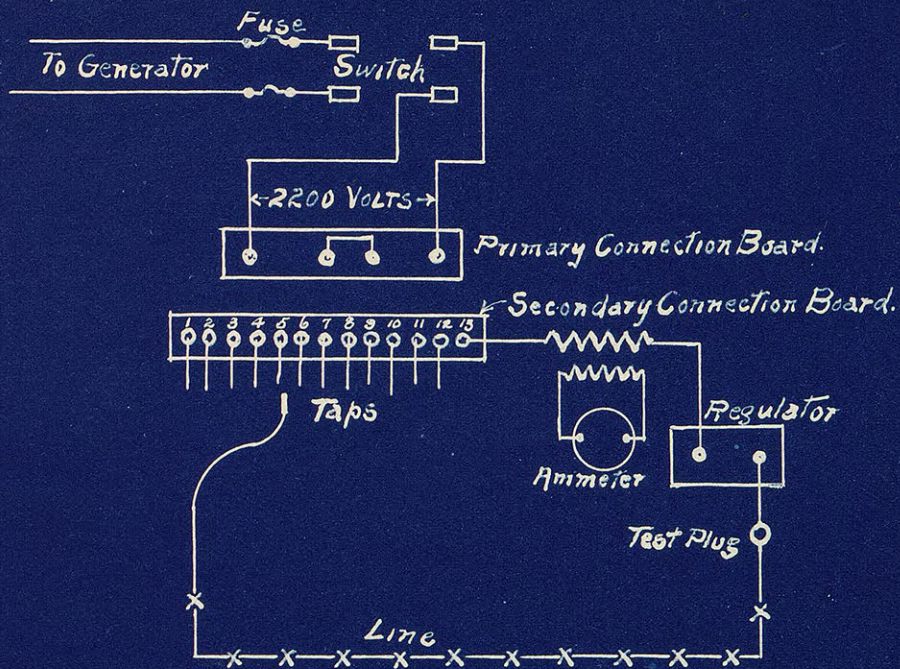 Fuse
To Generator
Switch
2200 VOLTS
Primary Connection Board.
Secondary Connection Board.
1 2 3 4 5 6 7 8 9 10 11 12 13
Taps
Regulator
Ammeter
Test Plug
Line